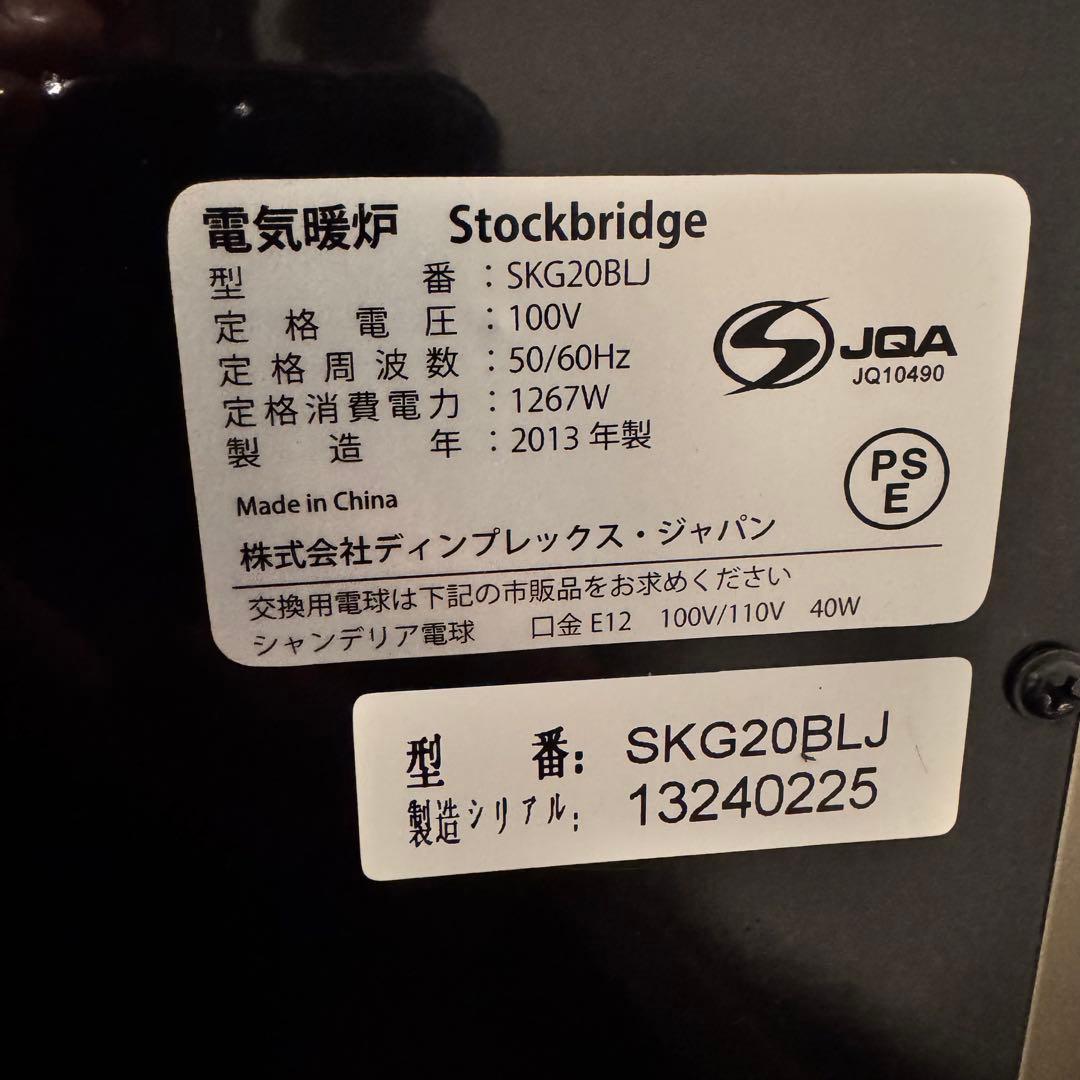 電気暖炉 Stockbridge
型番：SKG20BLJ
定格電圧：100V
定格周波数：50/60Hz
定格消費電力：1267W
製造年：2013 年製
JQA
JQ10490
PS
E
Made in China
株式会社ディンプレックス・ジャパン
交換用電球は下記の市販品をお求めください
シャンデリア電球 口金 E12 100V/110V 40W
型番: SKG20BLJ
製造シリアル: 13240225